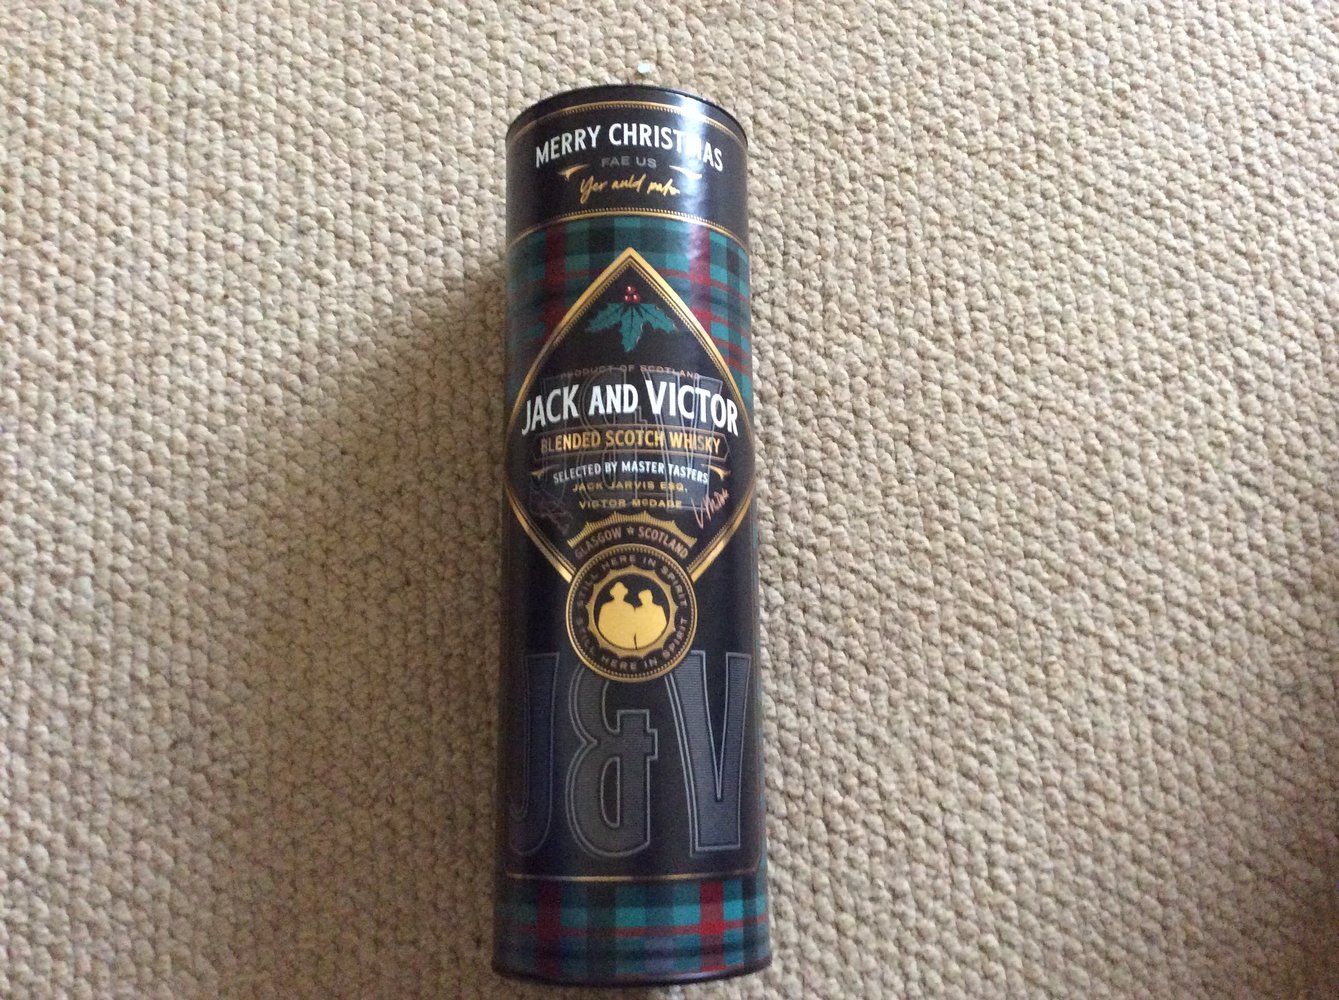 MERRY CHRISTMAS
FAE US
Yer auld pals
PRODUCT OF SCOTLAND
JACK AND VICTOR
BLENDED SCOTCH WHISKY
SELECTED BY MASTER TASTERS
JACK JARVIS ESQ.
VICTOR McDADE
GLASGOW ★ SCOTLAND
STILL HERE IN SPIRIT
STILL HERE IN SPIRIT
J&V